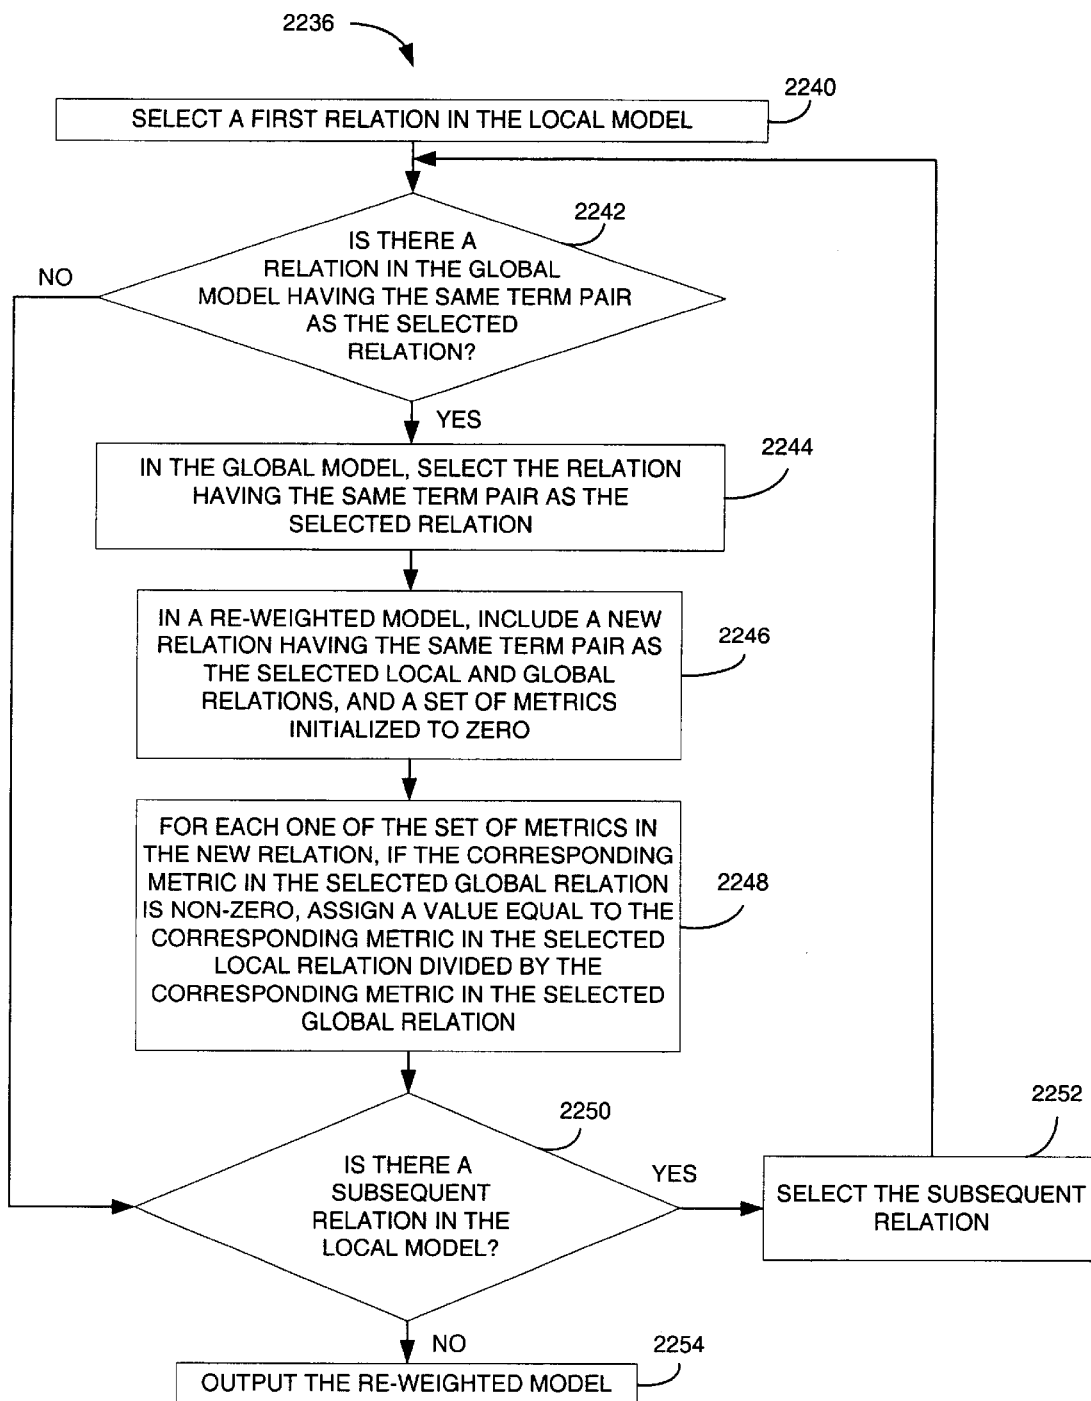 2236
2240
SELECT A FIRST RELATION IN THE LOCAL MODEL
2242
IS THERE A
RELATION IN THE GLOBAL
MODEL HAVING THE SAME TERM PAIR
AS THE SELECTED
RELATION?
NO
YES
2244
IN THE GLOBAL MODEL, SELECT THE RELATION
HAVING THE SAME TERM PAIR AS THE
SELECTED RELATION
2246
IN A RE-WEIGHTED MODEL, INCLUDE A NEW
RELATION HAVING THE SAME TERM PAIR AS
THE SELECTED LOCAL AND GLOBAL
RELATIONS, AND A SET OF METRICS
INITIALIZED TO ZERO
2248
FOR EACH ONE OF THE SET OF METRICS IN
THE NEW RELATION, IF THE CORRESPONDING
METRIC IN THE SELECTED GLOBAL RELATION
IS NON-ZERO, ASSIGN A VALUE EQUAL TO THE
CORRESPONDING METRIC IN THE SELECTED
LOCAL RELATION DIVIDED BY THE
CORRESPONDING METRIC IN THE SELECTED
GLOBAL RELATION
2250
IS THERE A
SUBSEQUENT
RELATION IN THE
LOCAL MODEL?
YES
2252
SELECT THE SUBSEQUENT
RELATION
NO
2254
OUTPUT THE RE-WEIGHTED MODEL